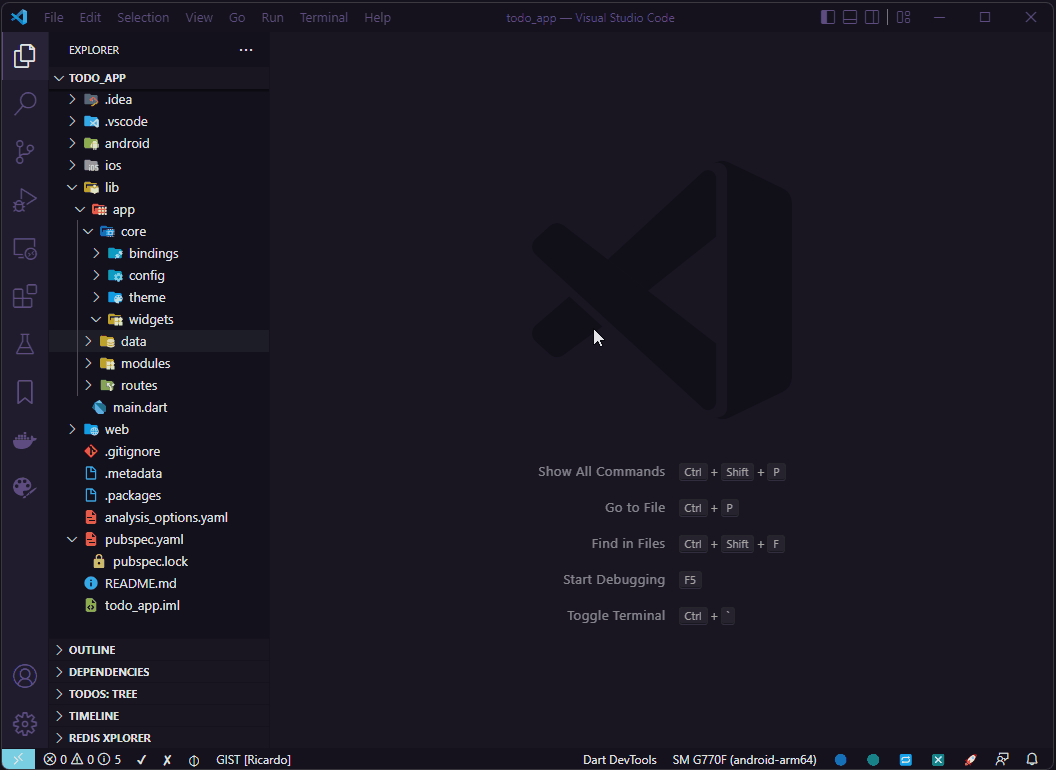 File Edit Selection View Go Run Terminal Help todo_app — Visual Studio Code
EXPLORER
TODO_APP
.idea
.vscode
android
iOS ios
lib
app
core
bindings
config
theme
widgets
data
modules
routes
main.dart
web
.gitignore
.metadata
.packages
analysis_options.yaml
pubspec.yaml
pubspec.lock
README.md
todo_app.iml
OUTLINE
DEPENDENCIES
TODOS: TREE
TIMELINE
REDIS XPLORER
Show All Commands Ctrl + Shift + P
Go to File Ctrl + P
Find in Files Ctrl + Shift + F
Start Debugging F5
Toggle Terminal Ctrl + `
0 0 5 GIST [Ricardo] Dart DevTools SM G770F (android-arm64)